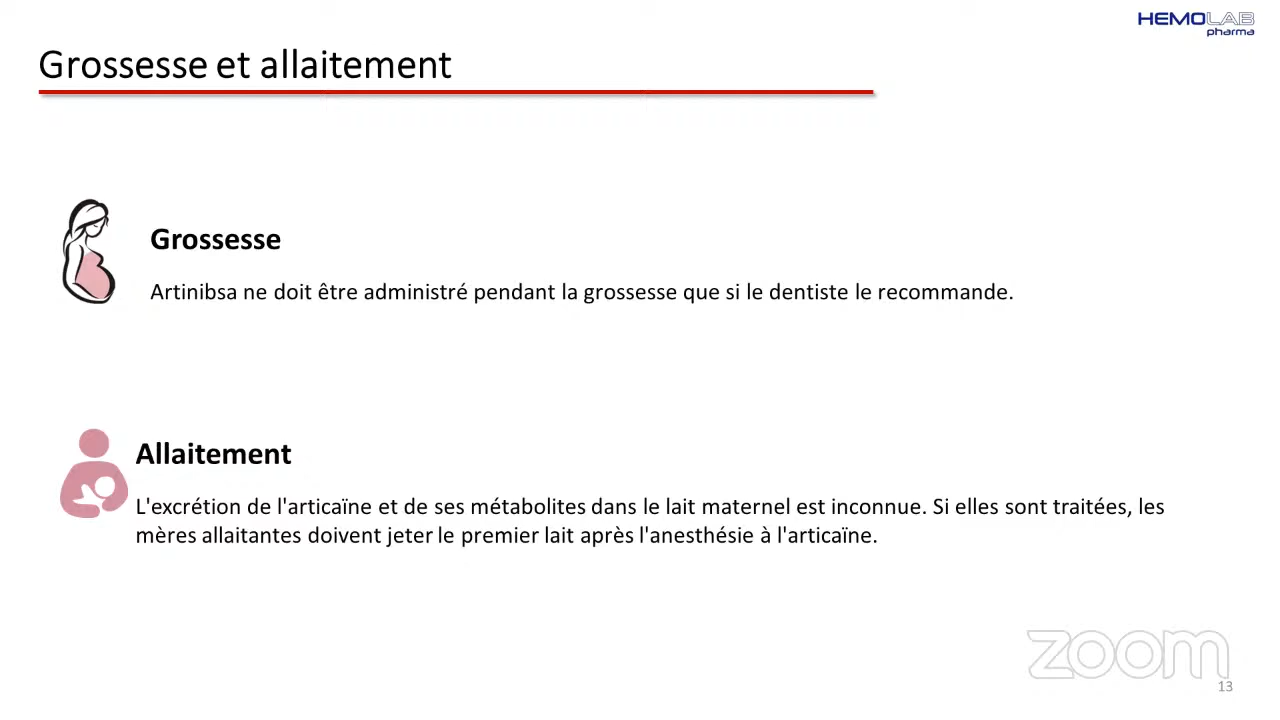 HEMOLAB
pharma
Grossesse et allaitement
Grossesse
Artinibsa ne doit être administré pendant la grossesse que si le dentiste le recommande.
Allaitement
L'excrétion de l'articaïne et de ses métabolites dans le lait maternel est inconnue. Si elles sont traitées, les
mères allaitantes doivent jeter le premier lait après l'anesthésie à l'articaïne.
zoom
13